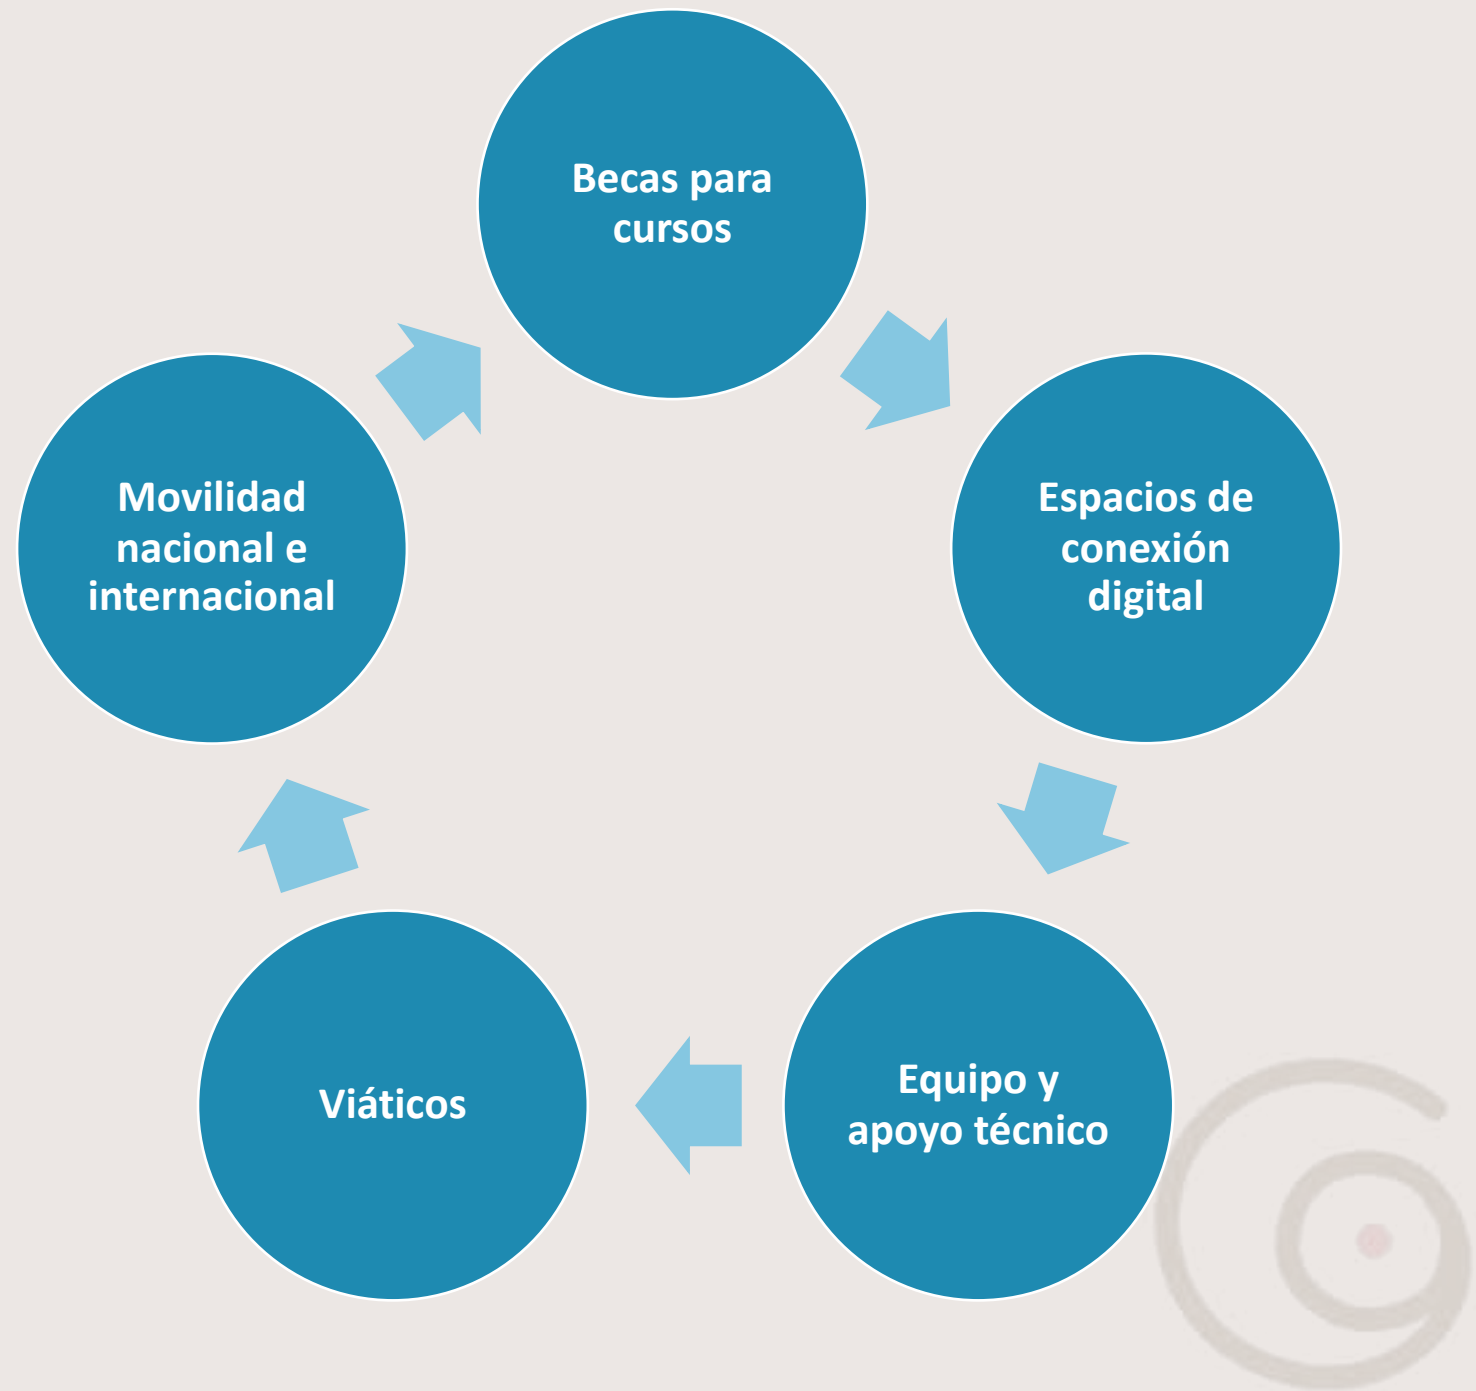 Becas para
cursos
Espacios de
conexión
digital
Equipo y
apoyo técnico
Viáticos
Movilidad
nacional e
internacional